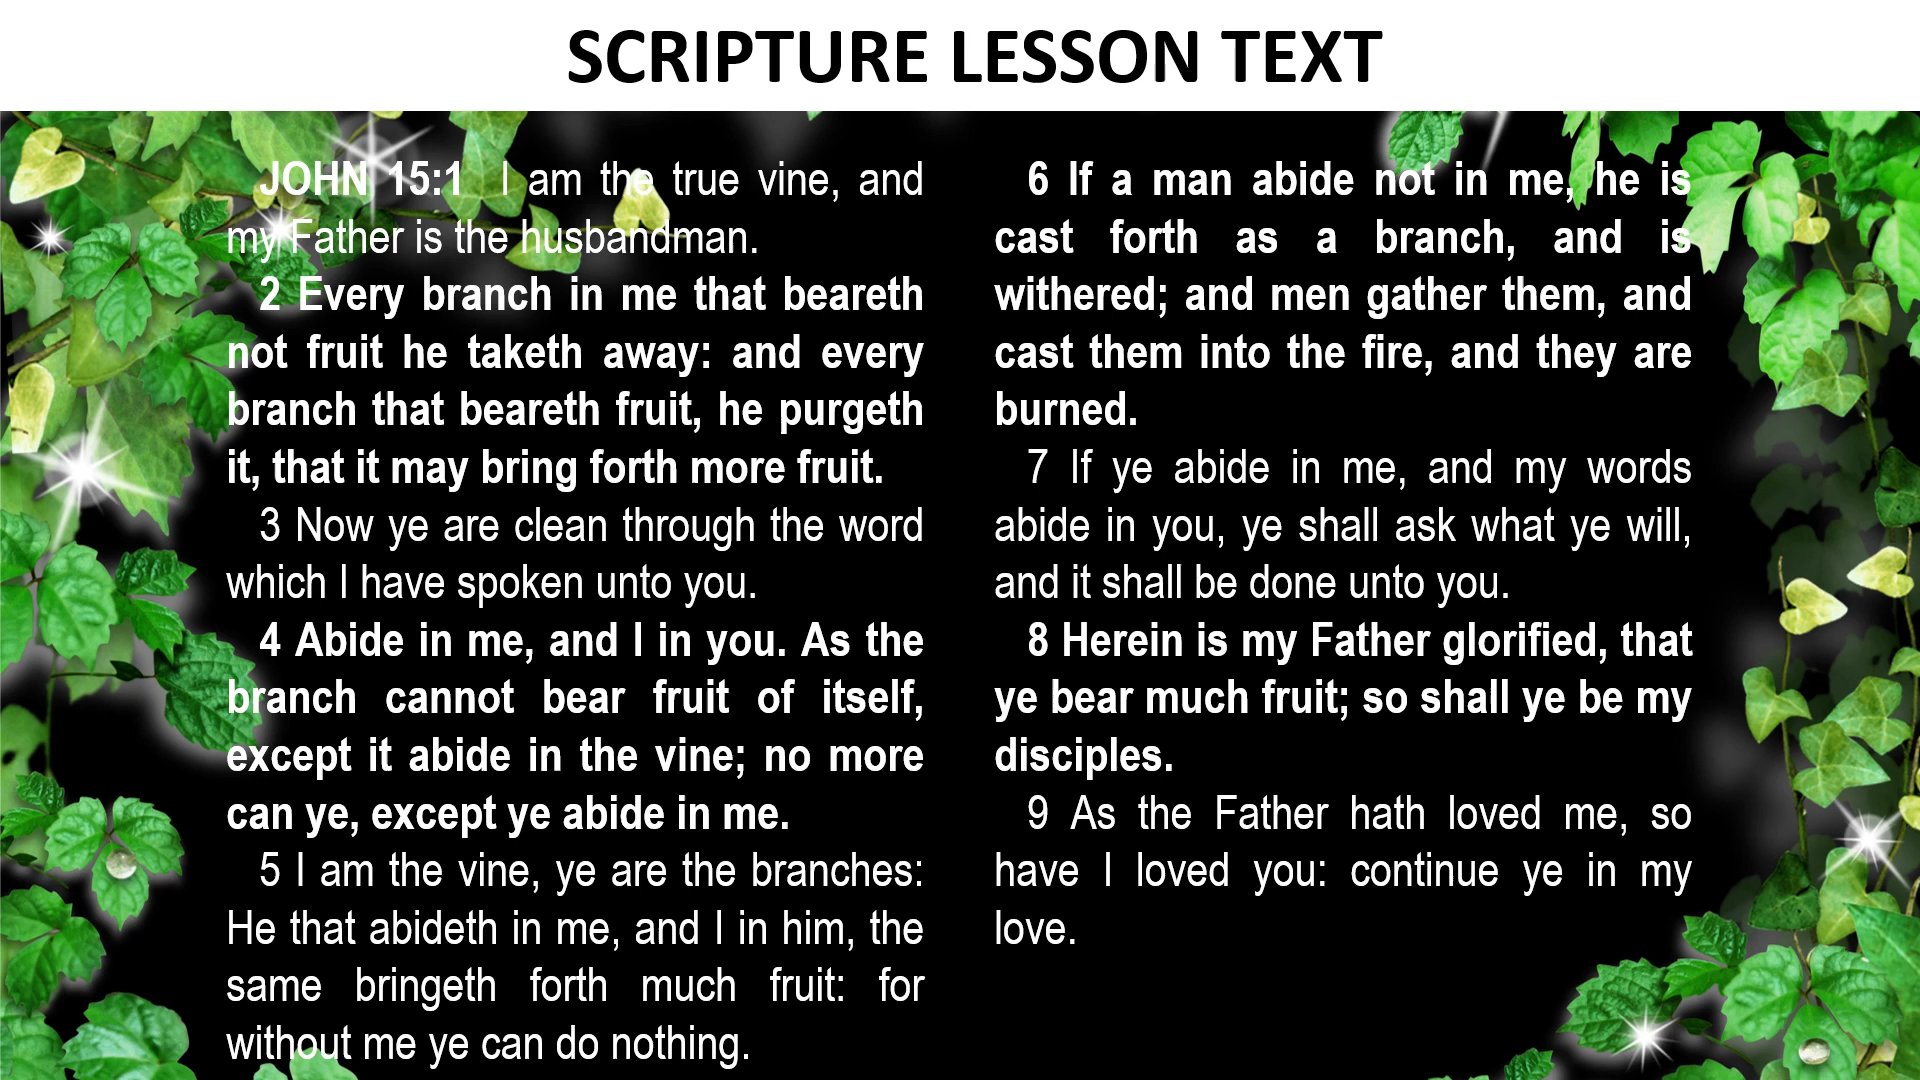 SCRIPTURE LESSON TEXT
JOHN 15:1 I am the true vine, and
my Father is the husbandman.
2 Every branch in me that beareth
not fruit he taketh away: and every
branch that beareth fruit, he purgeth
it, that it may bring forth more fruit.
3 Now ye are clean through the word
which I have spoken unto you.
4 Abide in me, and I in you. As the
branch cannot bear fruit of itself,
except it abide in the vine; no more
can ye, except ye abide in me.
5 I am the vine, ye are the branches:
He that abideth in me, and I in him, the
same bringeth forth much fruit: for
without me ye can do nothing.
6 If a man abide not in me, he is
cast forth as a branch, and is
withered; and men gather them, and
cast them into the fire, and they are
burned.
7 If ye abide in me, and my words
abide in you, ye shall ask what ye will,
and it shall be done unto you.
8 Herein is my Father glorified, that
ye bear much fruit; so shall ye be my
disciples.
9 As the Father hath loved me, so
have I loved you: continue ye in my
love.